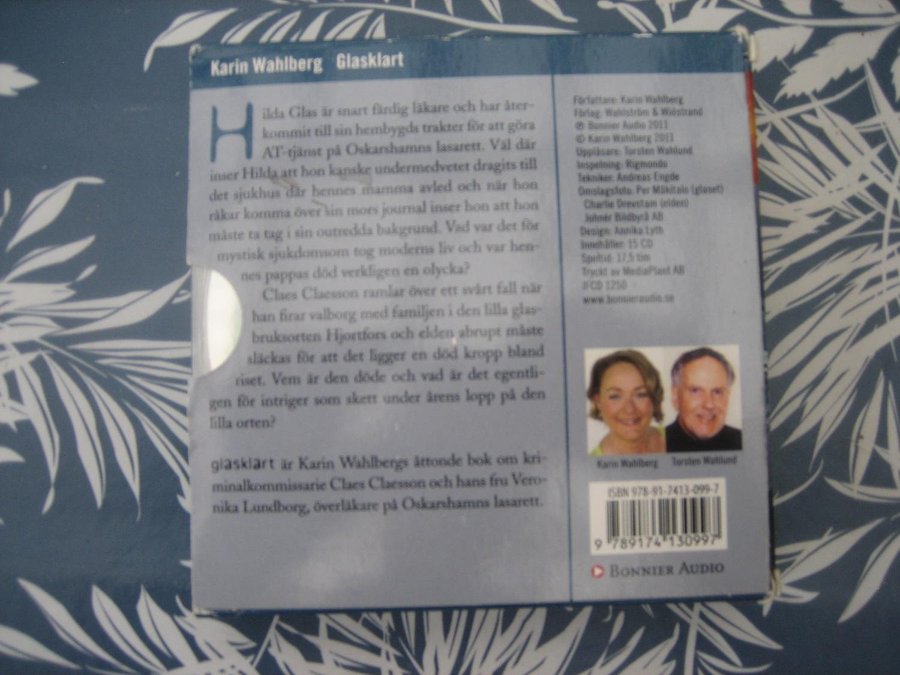 Karin Wahlberg Glasklart
Hilda Glas är snart färdig läkare och har åter-
kommit till sin hembygds trakter för att göra
AT-tjänst på Oskarshamns lasarett. Väl där
inser Hilda att hon kanske undermedvetet dragits till
det sjukhus där hennes mamma avled och när hon
råkar komma över sin mors journal inser hon att hon
måste ta tag i sin outredda bakgrund. Vad var det för
mystisk sjukdomsom tog moderns liv och var hen-
nes pappas död verkligen en olycka?
Claes Claesson ramlar över ett svårt fall när
han firar valborg med familjen i den lilla glas-
bruksorten Hjortfors och elden abrupt måste
släckas för att det ligger en död kropp bland
riset. Vem är den döde och vad är det egentli-
gen för intriger som skett under årens lopp på den
lilla orten?
glasklart är Karin Wahlbergs åttonde bok om kri-
minalkommissarie Claes Claesson och hans fru Vero-
nika Lundborg, överläkare på Oskarshamns lasarett.
Författare: Karin Wahlberg
Förlag: Wahlström & Widstrand
℗ Bonnier Audio 2011
© Karin Wahlberg 2011
Uppläsare: Torsten Wahlund
Inspelning: Rigmondo
Tekniker: Andreas Engde
Omslagsfoto: Per Mäkitalo (glaset)
Charlie Drevstam (elden)
Johnér Bildbyrå AB
Design: Annika Lyth
Innehåller: 15 CD
Speltid: 17,5 tim
Tryckt av MediaPlant AB
CD 1250
www.bonnieraudio.se
Karin Wahlberg Torsten Wahlund
ISBN 978-91-7413-099-7
9 789174 130997
BONNIER AUDIO